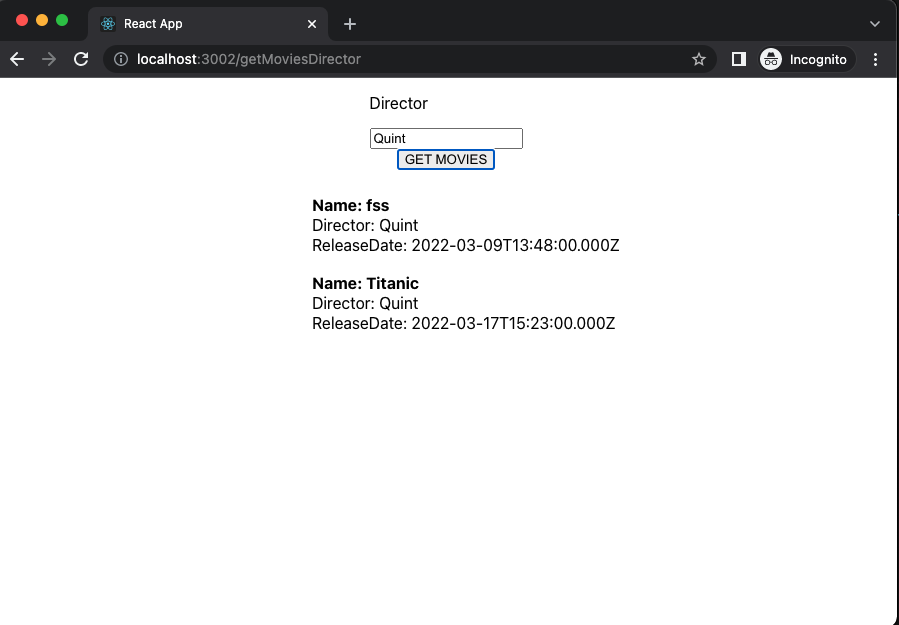 React App
localhost:3002/getMoviesDirector
Incognito
Director
Quint
GET MOVIES
Name: fss
Director: Quint
ReleaseDate: 2022-03-09T13:48:00.000Z
Name: Titanic
Director: Quint
ReleaseDate: 2022-03-17T15:23:00.000Z